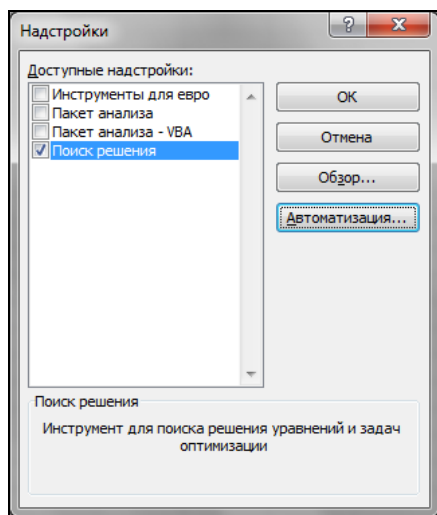 Надстройки
?
Доступные надстройки:
Инструменты для евро
Пакет анализа
Пакет анализа - VBA
Поиск решения
ОК
Отмена
Обзор...
Автоматизация...
Поиск решения
Инструмент для поиска решения уравнений и задач
оптимизации